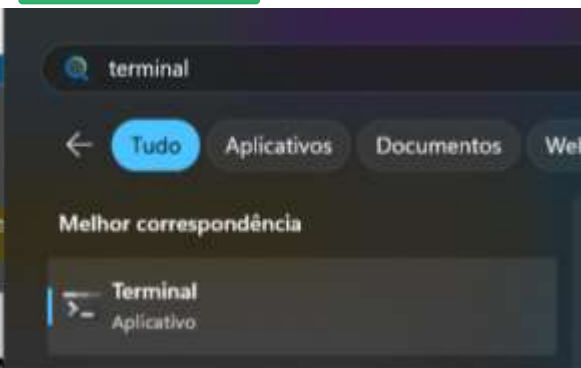 terminal
Tudo Aplicativos Documentos
Melhor correspondência
Terminal
Aplicativo